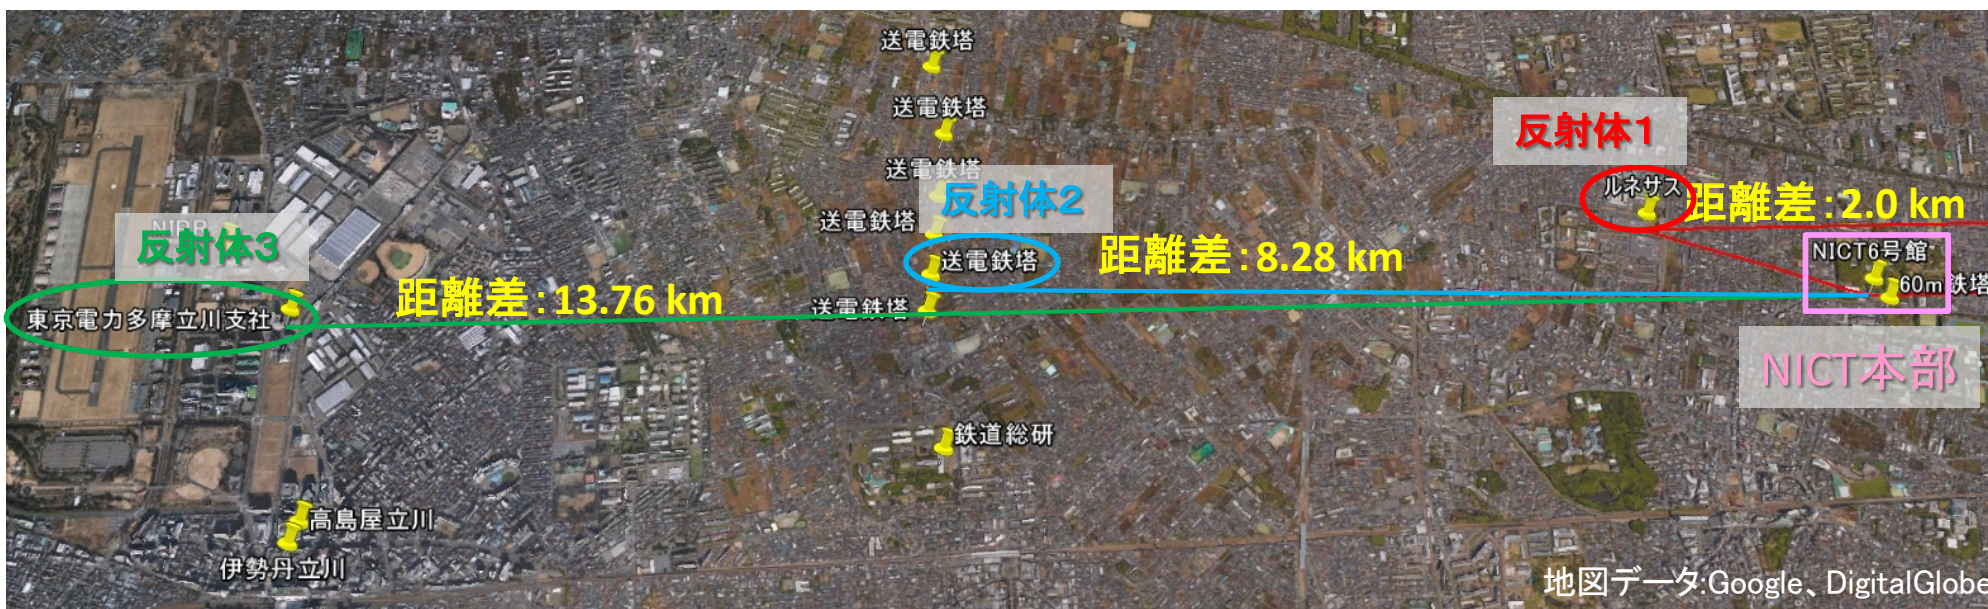 送電鉄塔
送電鉄塔
反射体1
送電鉄塔
ルネサス
反射体2
距離差:2.0 km
送電鉄塔
NIPR
反射体3
送電鉄塔
距離差:8.28 km
NICT6号館
60m鉄塔
距離差:13.76 km
送電鉄塔
東京電力多摩立川支社
NICT本部
鉄道総研
高島屋立川
伊勢丹立川
地図データ:Google、DigitalGlobe